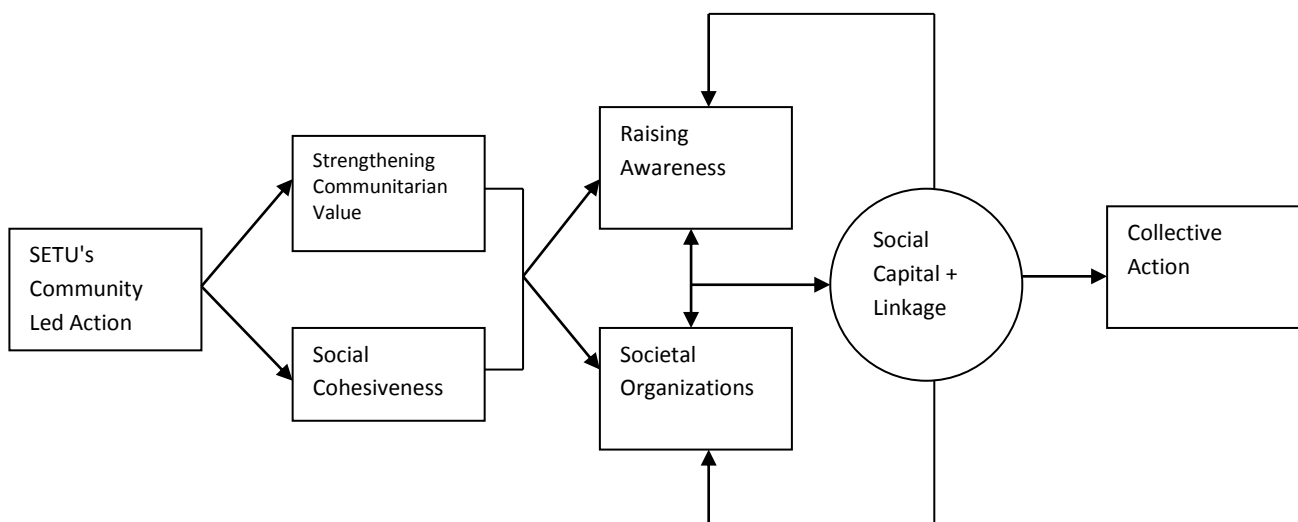 SETU's
Community
Led Action
Strengthening
Communitarian
Value
Social
Cohesiveness
Raising
Awareness
Societal
Organizations
Social
Capital +
Linkage
Collective
Action